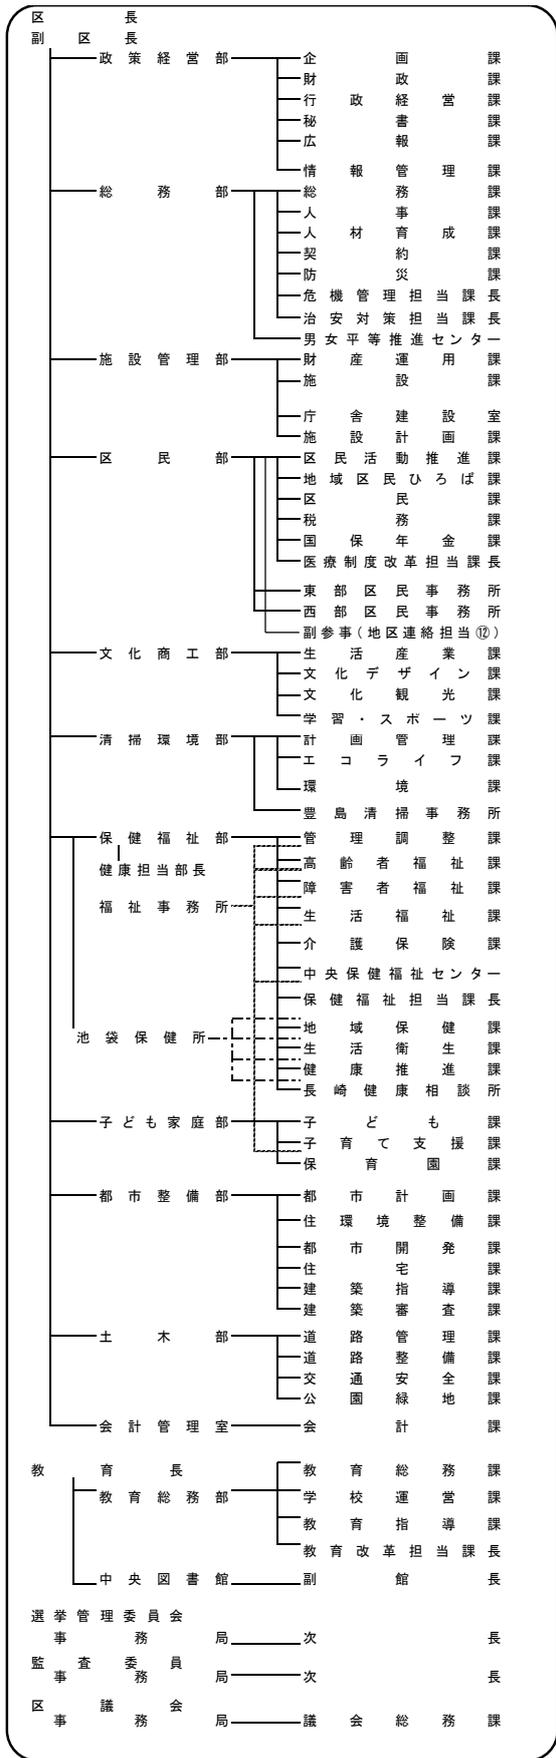 区長
副区長
政策経営部 企画課
財政課
行政経営課
秘書課
広報課
情報管理課
総務部 総務課
人事課
人材育成課
契約課
防災課
危機管理担当課長
治安対策担当課長
男女平等推進センター
施設管理部 財産運用課
施設課
庁舎建設室
施設計画課
区民部 区民活動推進課
地域区民ひろば課
区民課
税務課
国保年金課
医療制度改革担当課長
東部区民事務所
西部区民事務所
副参事(地区連絡担当⑫)
文化商工部 生活産業課
文化デザイン課
文化観光課
学習・スポーツ課
清掃環境部 計画管理課
エコライフ課
環境課
豊島清掃事務所
保健福祉部 管理調整課
健康担当部長 高齢者福祉課
障害者福祉課
福祉事務所 生活福祉課
介護保険課
中央保健福祉センター
保健福祉担当課長
地域保健課
池袋保健所 生活衛生課
健康推進課
長崎健康相談所
子ども家庭部 子ども課
子育て支援課
保育園課
都市整備部 都市計画課
住環境整備課
都市開発課
住宅課
建築指導課
建築審査課
土木部 道路管理課
道路整備課
交通安全課
公園緑地課
会計管理室 会計課
教育長 教育総務課
教育総務部 学校運営課
教育指導課
教育改革担当課長
中央図書館 副館長
選挙管理委員会
事務局 次長
監査委員
事務局 次長
区議会
事務局 議会総務課